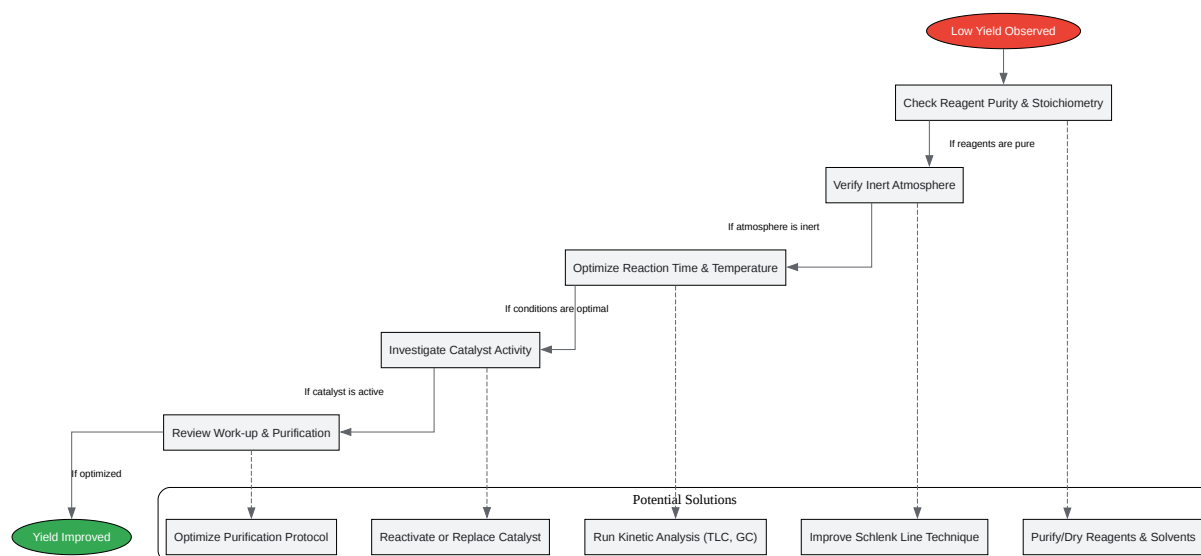 Low Yield Observed
Check Reagent Purity & Stoichiometry
If reagents are pure
Verify Inert Atmosphere
If atmosphere is inert
Optimize Reaction Time & Temperature
If conditions are optimal
Investigate Catalyst Activity
If catalyst is active
Review Work-up & Purification
If optimized
Potential Solutions
Yield Improved
Optimize Purification Protocol
Reactivate or Replace Catalyst
Run Kinetic Analysis (TLC, GC)
Improve Schlenk Line Technique
Purify/Dry Reagents & Solvents